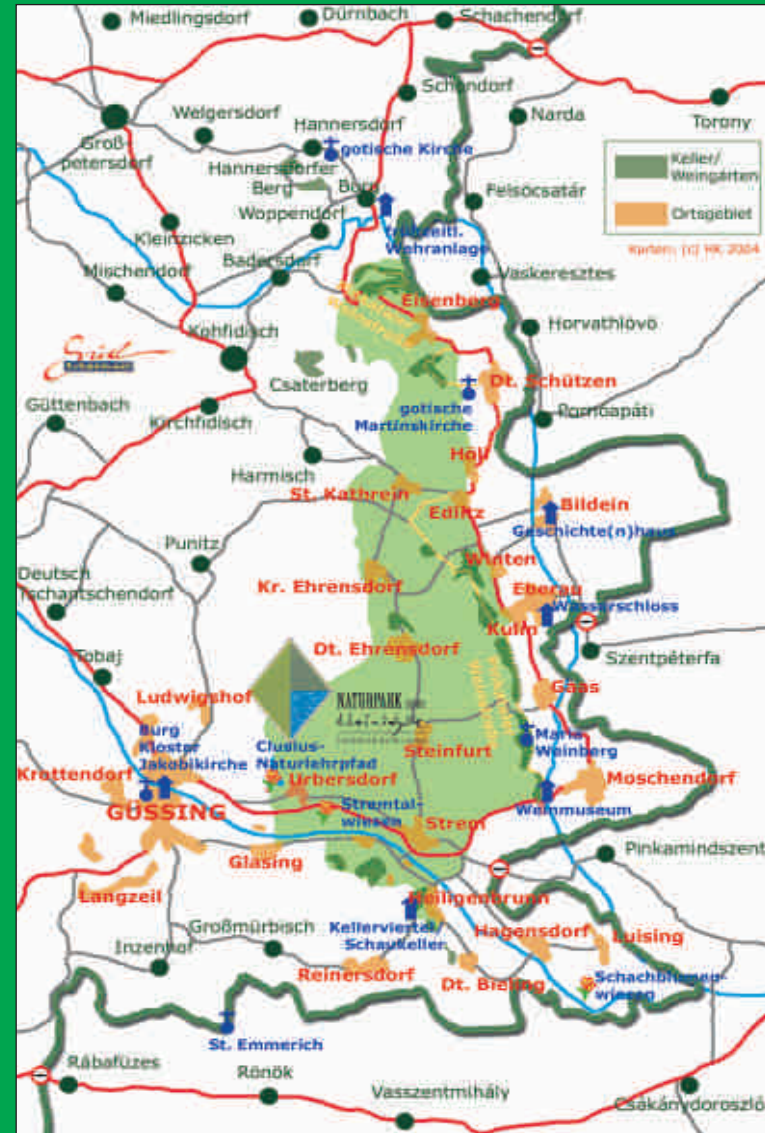 Miedlingsdorf
Dürnbach
Schachendorf
Schandorf
Welgersdorf
Narda
Torony
Groß-
petersdorf
Hannersdorf
gotische Kirche
Keller/
Weingärten
Hannersdorfer
Berg
Burg
Felsöcsatár
Ortsgebiet
Woppendorf
Kleinzicken
frühzeitl.
Wehranlage
Karten: (c) HK 2004
Mischendorf
Badersdorf
Vaskeresztes
Eisenberg
Horvathlövö
Kohfidisch
Csaterberg
Dt. Schützen
Güttenbach
Kirchfidisch
gotische
Martinskirche
Pornoapáti
Höll
Harmisch
St. Kathrein
Edlitz
Bildein
Geschichte(n)haus
Punitz
Winten
Deutsch
Tschantschendorf
Kr. Ehrensdorf
Eberau
Wasserschloss
Kulm
Dt. Ehrensdorf
Szentpéterfa
Tobaj
Gaas
Ludwigshof
NATURPARK
Burg
Kloster
Jakobikirche
Clusius-
Naturlehrpfad
Steinfurt
Maria
Weinberg
Krottendorf
Urbersdorf
Moschendorf
Stremtal-
wiesen
Weinmuseum
GÜSSING
Strem
Glasing
Pinkamindszent
Langzeil
Heiligenbrunn
Großmürbisch
Kellerviertel/
Schaukeller
Hagensdorf
Luising
Inzenhof
Reinersdorf
Dt. Bieling
Schachblumen-
wiesen
St. Emmerich
Rábafüzes
Rönök
Vasszentmihály
Csákánydoroszló